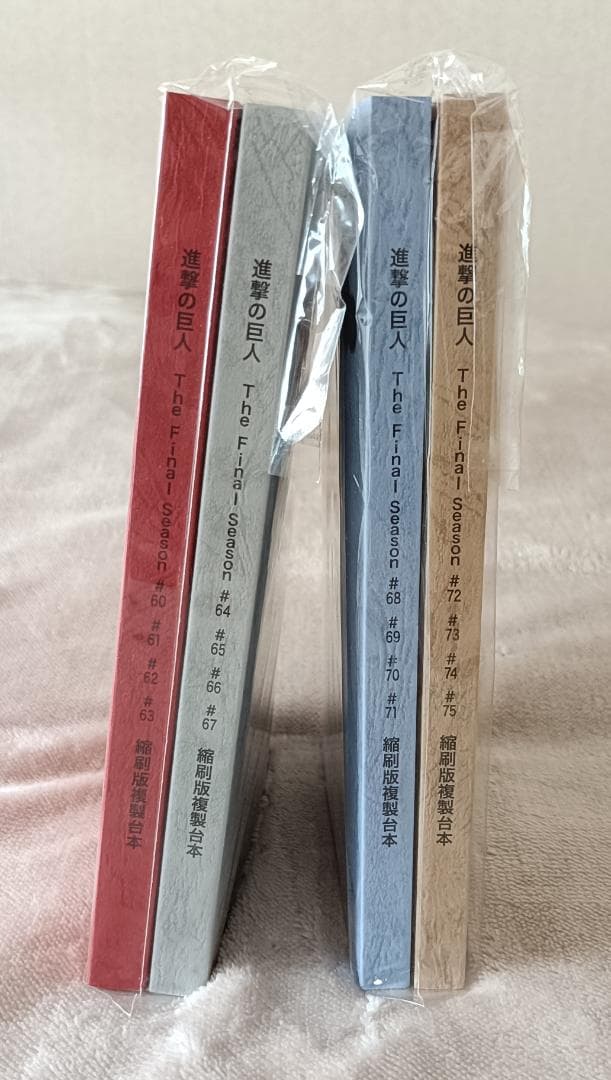 進撃の巨人 The Final Season #60 #61 #62 #63 縮刷版複製台本
進撃の巨人 The Final Season #64 #65 #66 #67 縮刷版複製台本
進撃の巨人 The Final Season #68 #69 #70 #71 縮刷版複製台本
進撃の巨人 The Final Season #72 #73 #74 #75 縮刷版複製台本